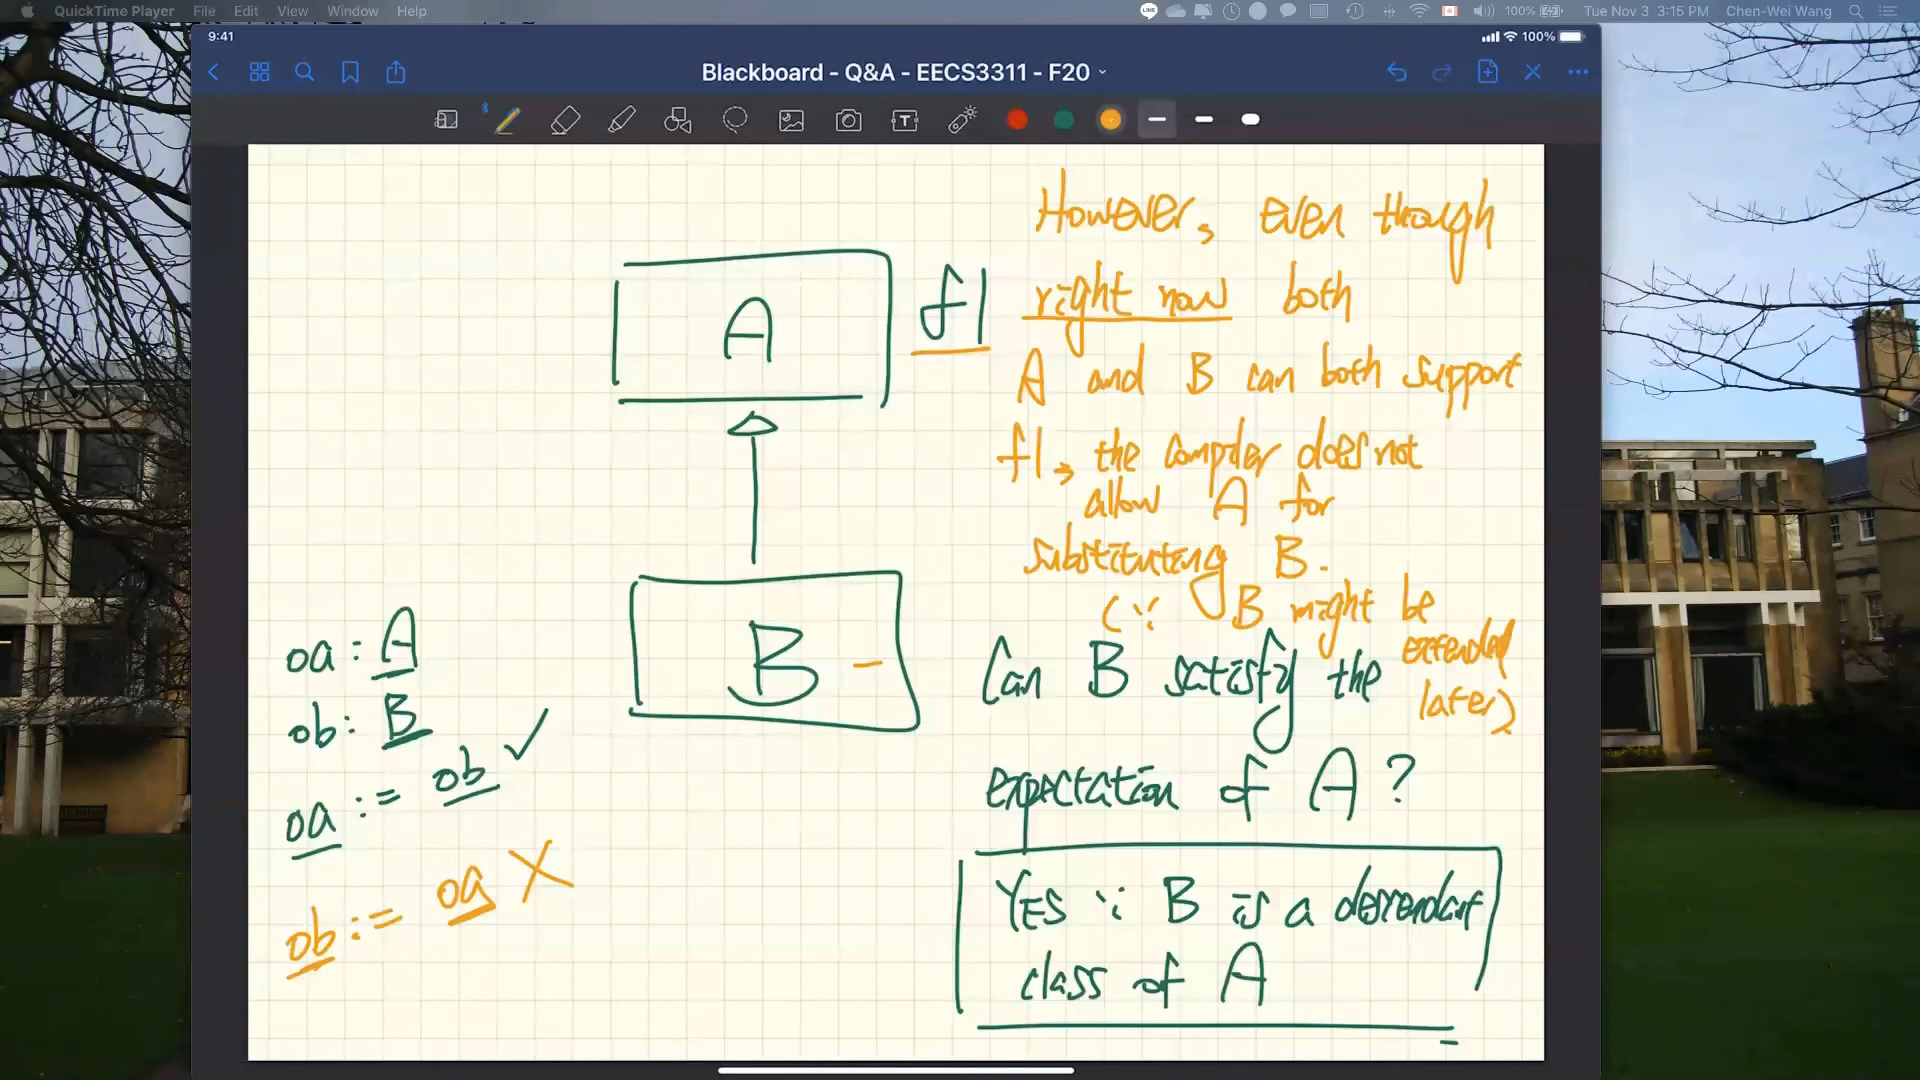 QuickTime Player File Edit View Window Help LINE 100% Tue Nov 3 3:15 PM Chen-Wei Wang
9:41 100%
Blackboard - Q&A - EECS3311 - F20
T
However, even though
right now both
A and B can both support
f1, the compiler does not
allow A for
substituting B.
(∵ B might be
extended
later)
A f1
B -
oa : A
ob : B
oa := ob ✓
ob := oa X
Can B satisfy the
expectation of A ?
YES ∵ B is a descendant
class of A